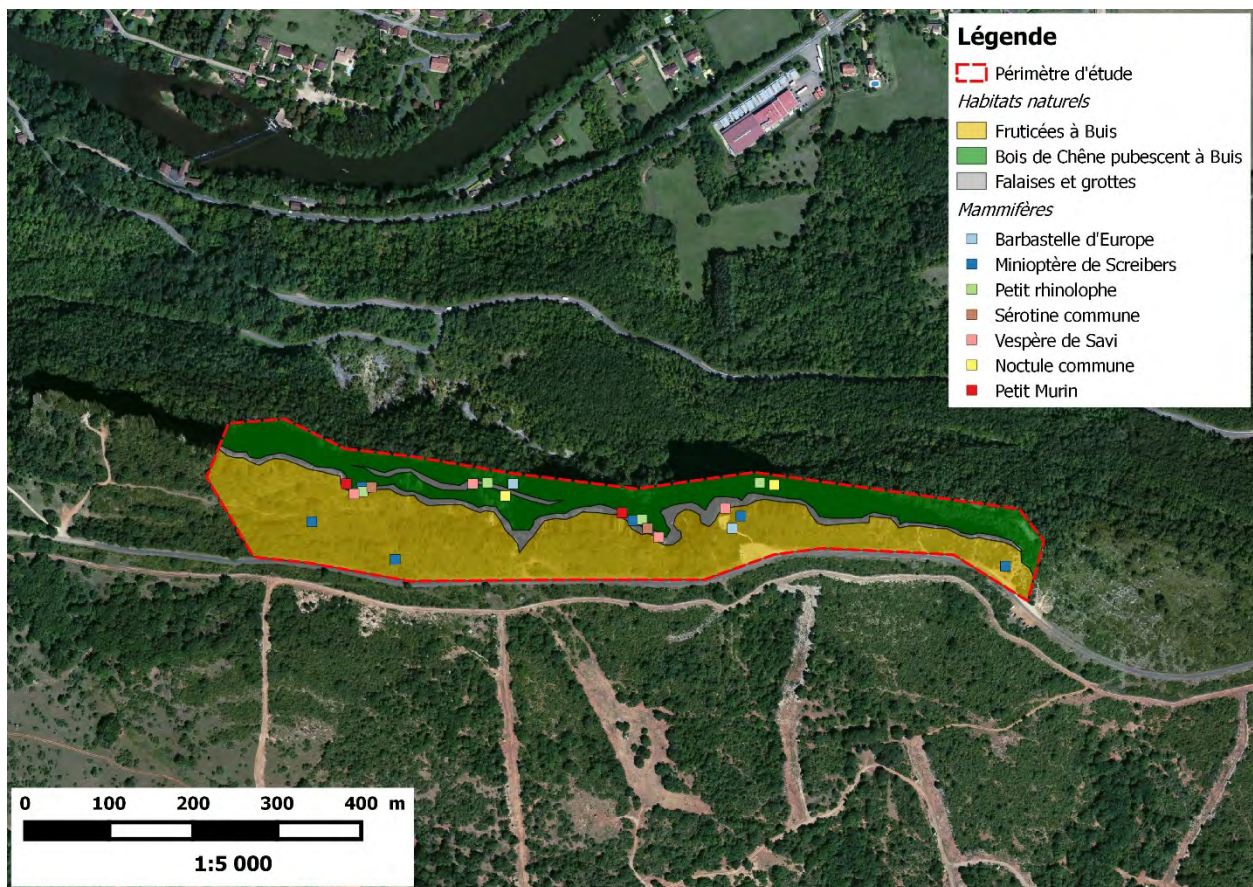 Légende
Périmètre d'étude
Habitats naturels
Fruticées à Buis
Bois de Chêne pubescent à Buis
Falaises et grottes
Mammifères
Barbastelle d'Europe
Minioptère de Screibers
Petit rhinolophe
Sérotine commune
Vespère de Savi
Noctule commune
Petit Murin
0 100 200 300 400 m
1:5 000